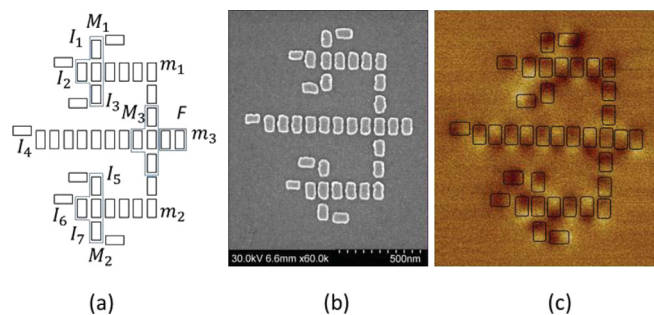 M1
I1
I2
m1
I3
M3
F
m3
I4
I5
I6
m2
I7
M2
30.0kV 6.6mm x60.0k
500nm
(a)
(b)
(c)